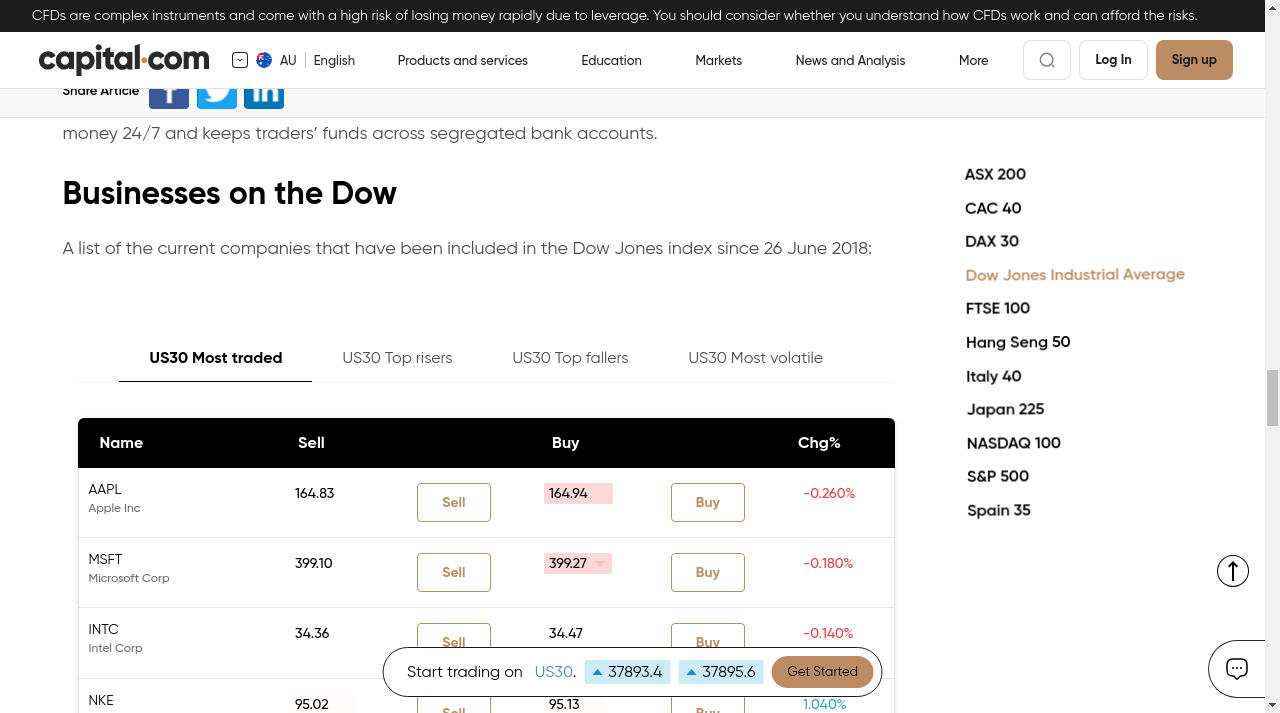 CFDs are complex instruments and come with a high risk of losing money rapidly due to leverage. You should consider whether you understand how CFDs work and can afford the risks.
capital.com AU English Products and services Education Markets News and Analysis More Log In Sign up
Share Article
money 24/7 and keeps traders’ funds across segregated bank accounts.
Businesses on the Dow
A list of the current companies that have been included in the Dow Jones index since 26 June 2018:
US30 Most traded US30 Top risers US30 Top fallers US30 Most volatile
Name Sell Buy Chg%
AAPL 164.83 Sell 164.94 Buy -0.260%
Apple Inc
MSFT 399.10 Sell 399.27 Buy -0.180%
Microsoft Corp
INTC 34.36 Sell 34.47 Buy -0.140%
Intel Corp
NKE 95.02 Sell 95.13 Buy 1.040%
Start trading on US30. 37893.4 37895.6 Get Started
ASX 200
CAC 40
DAX 30
Dow Jones Industrial Average
FTSE 100
Hang Seng 50
Italy 40
Japan 225
NASDAQ 100
S&P 500
Spain 35